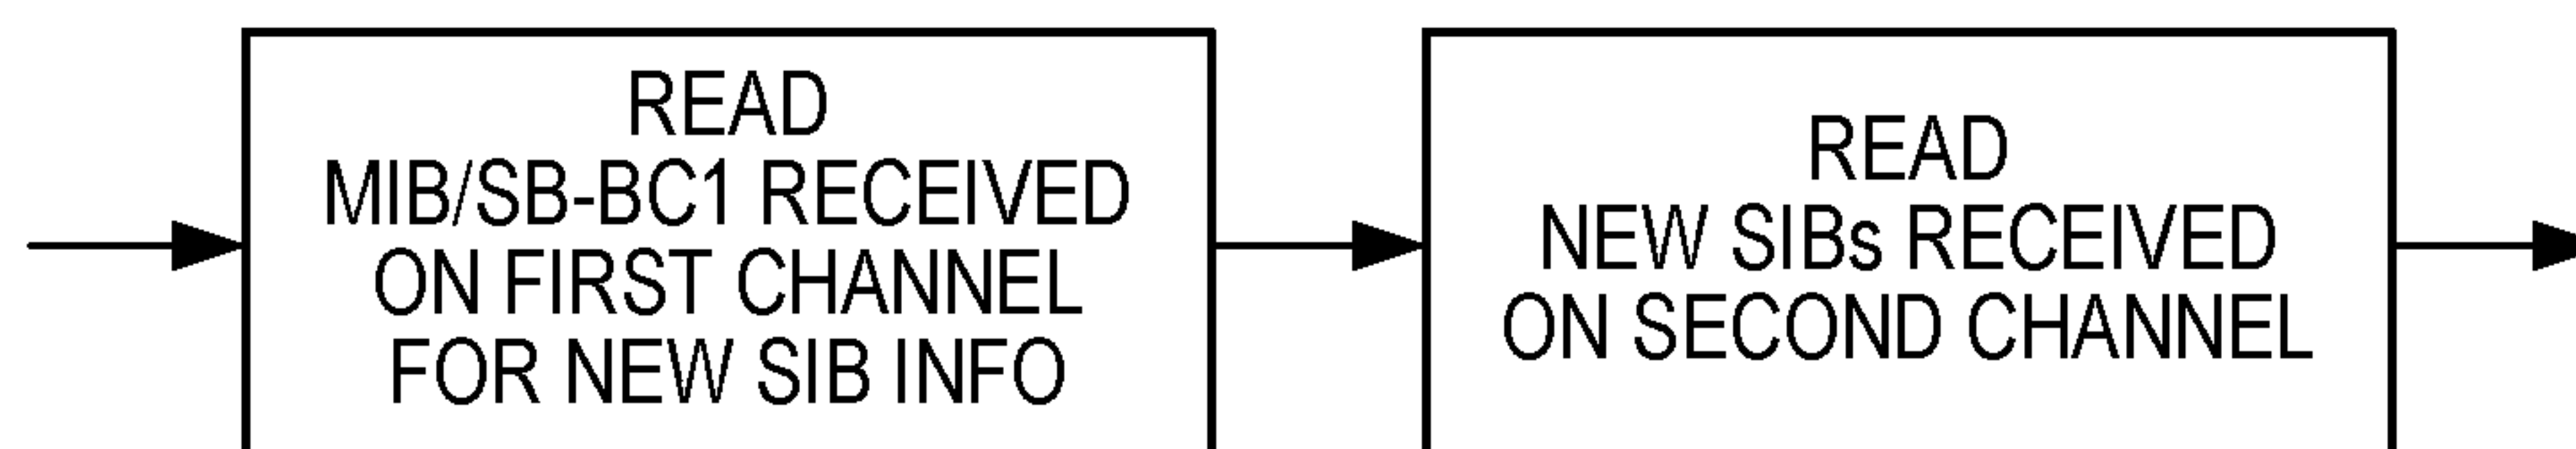 READ
MIB/SB-BC1 RECEIVED
ON FIRST CHANNEL
FOR NEW SIB INFO
READ
NEW SIBs RECEIVED
ON SECOND CHANNEL